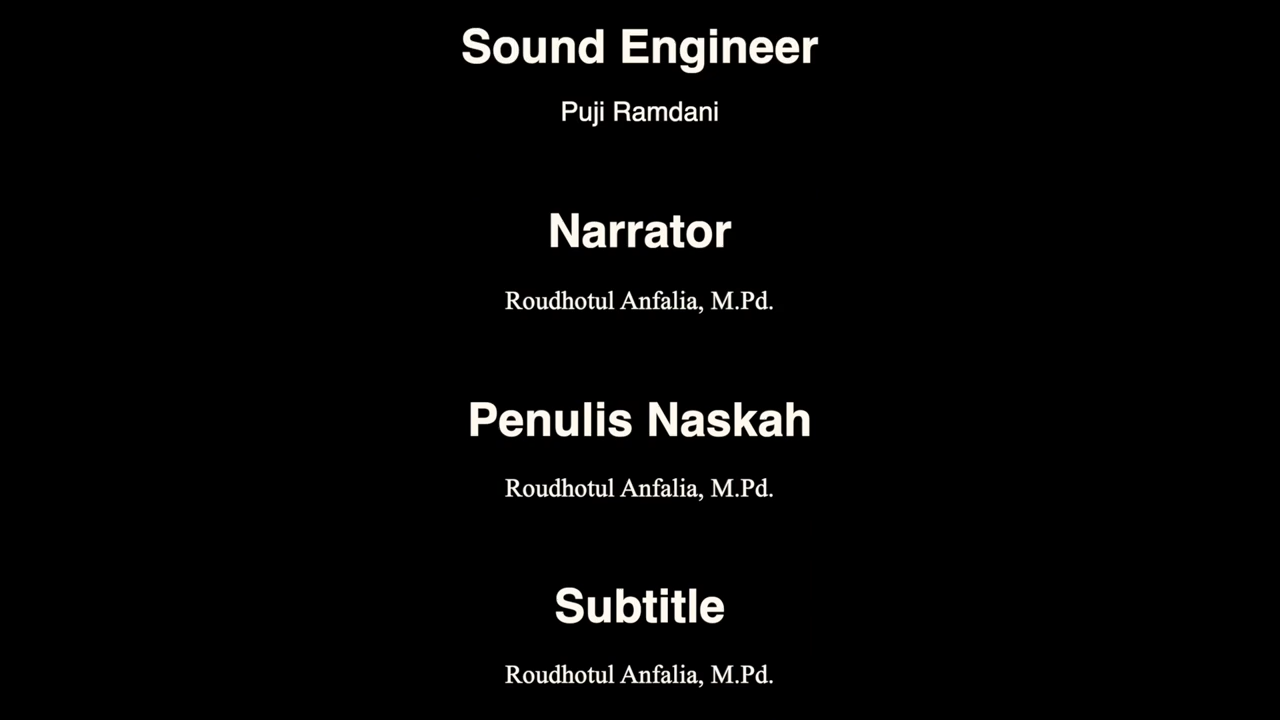 Sound Engineer
Puji Ramdani
Narrator
Roudhotul Anfalia, M.Pd.
Penulis Naskah
Roudhotul Anfalia, M.Pd.
Subtitle
Roudhotul Anfalia, M.Pd.